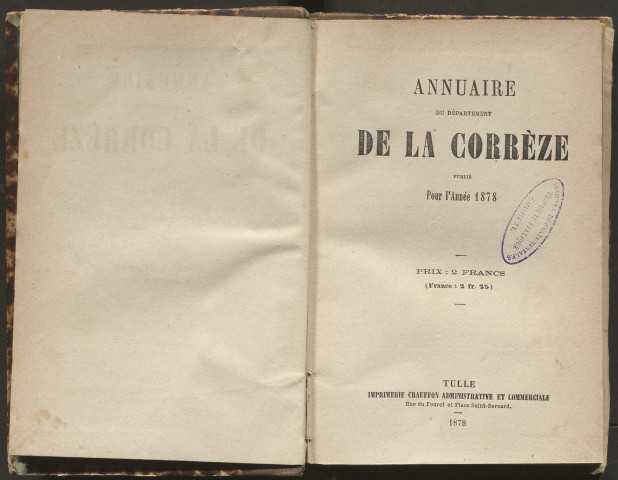 ANNUAIRE
DU DÉPARTEMENT
DE LA CORRÈZE
PUBLIÉ
Pour l'Année 1878
PRIX : 2 FRANCS
(Franco : 2 fr. 25)
TULLE
IMPRIMERIE CRAUFFON ADMINISTRATIVE ET COMMERCIALE
Rue du Fouret et Place Saint-Bernard.
1878